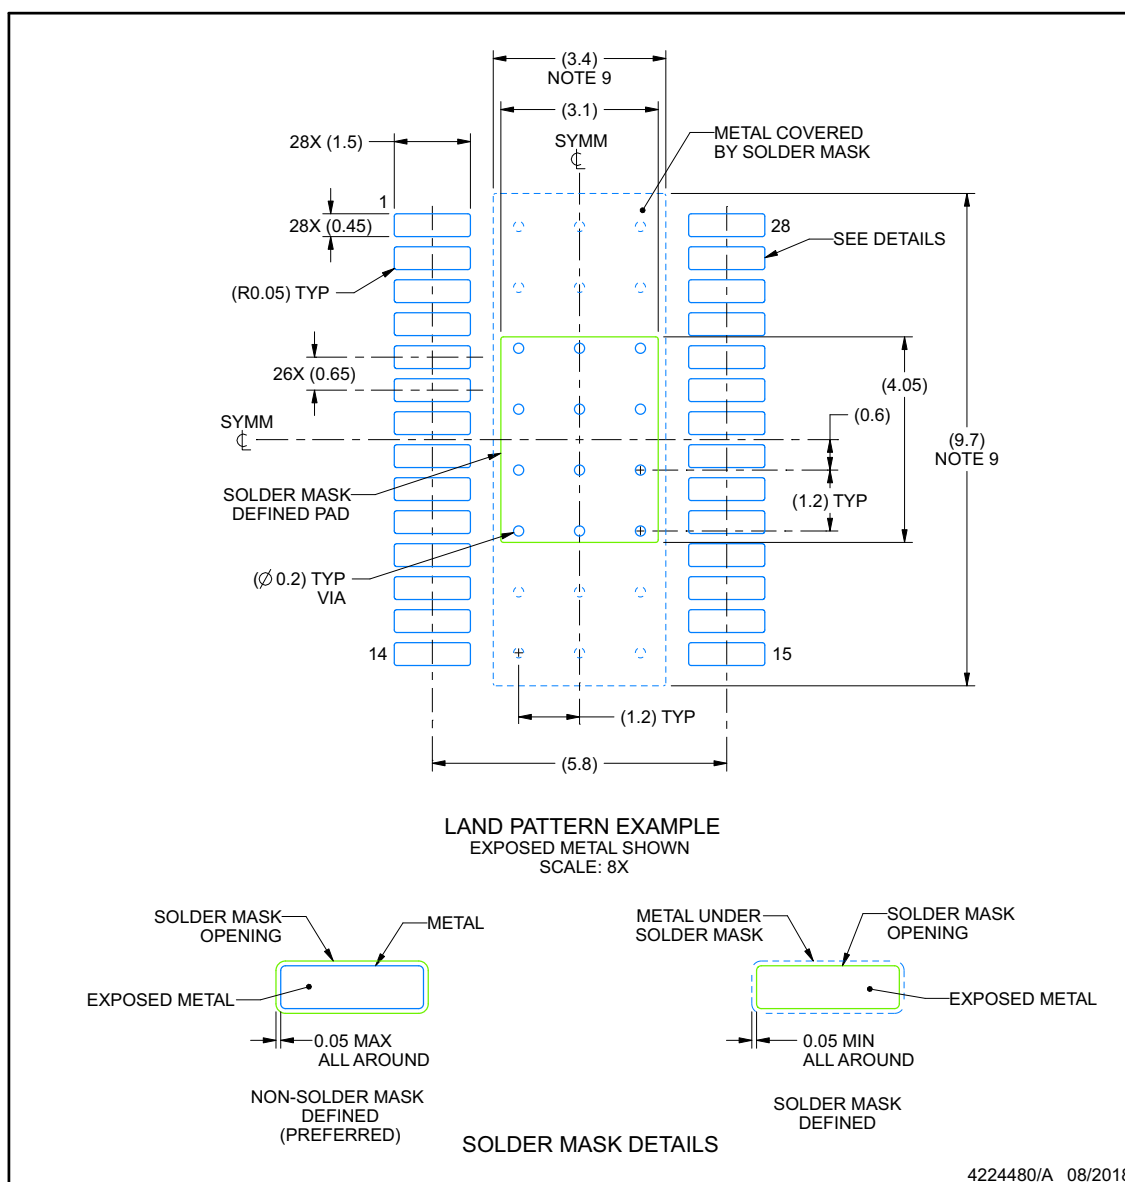 (3.4)
NOTE 9
(3.1)
SYMM
℄
METAL COVERED
BY SOLDER MASK
28X (1.5)
1
28X (0.45)
28
SEE DETAILS
(R0.05) TYP
26X (0.65)
(4.05)
(0.6)
SYMM
℄
(9.7)
NOTE 9
SOLDER MASK
DEFINED PAD
(1.2) TYP
(∅ 0.2) TYP
VIA
14
15
(1.2) TYP
(5.8)
LAND PATTERN EXAMPLE
EXPOSED METAL SHOWN
SCALE: 8X
SOLDER MASK
OPENING
METAL
EXPOSED METAL
0.05 MAX
ALL AROUND
NON-SOLDER MASK
DEFINED
(PREFERRED)
METAL UNDER
SOLDER MASK
SOLDER MASK
OPENING
EXPOSED METAL
0.05 MIN
ALL AROUND
SOLDER MASK
DEFINED
SOLDER MASK DETAILS
4224480/A 08/2018